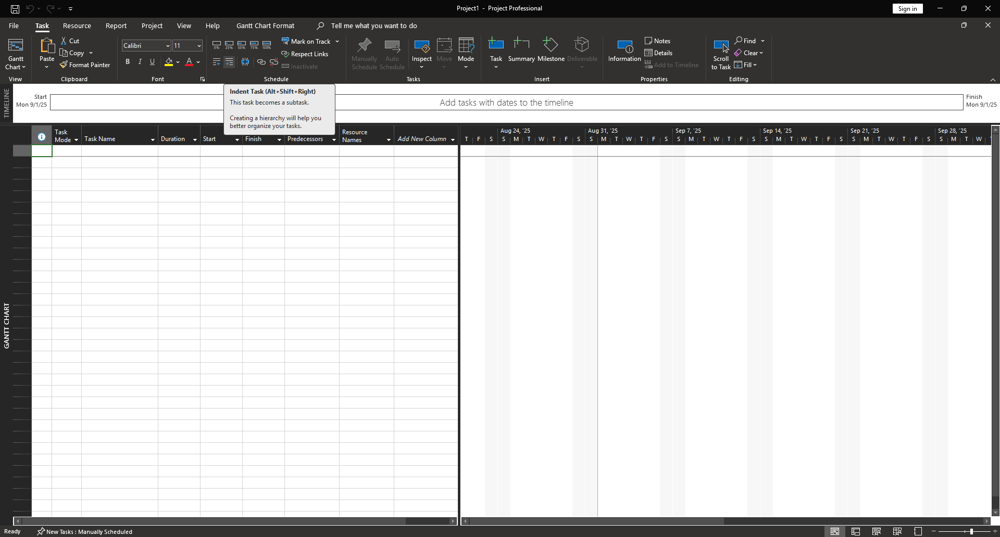 Project1 - Project Professional
Sign in
File
Task
Resource
Report
Project
View
Help
Gantt Chart Format
Tell me what you want to do
Gantt
Chart
View
Paste
Cut
Copy
Format Painter
Clipboard
Calibri
11
B I U
A
Font
0% 25% 50% 75% 100%
Mark on Track
Respect Links
Inactivate
Schedule
Manually
Schedule
Auto
Schedule
Inspect
Move
Mode
Tasks
Task
Summary
Milestone
Deliverable
Insert
Information
Notes
Details
Add to Timeline
Properties
Scroll
to Task
Find
Clear
Fill
Editing
Indent Task (Alt+Shift+Right)
This task becomes a subtask.
Creating a hierarchy will help you
better organize your tasks.
TIMELINE
Start
Mon 9/1/25
Add tasks with dates to the timeline
Finish
Mon 9/1/25
Task
Mode
Task Name
Duration
Start
Finish
Predecessors
Resource
Names
Add New Column
Aug 24, '25
Aug 31, '25
Sep 7, '25
Sep 14, '25
Sep 21, '25
Sep 28, '25
T F S S M T W T F S S M T W T F S S M T W T F S S M T W T F S S M T W T F S S M T W
GANTT CHART
Ready
New Tasks : Manually Scheduled